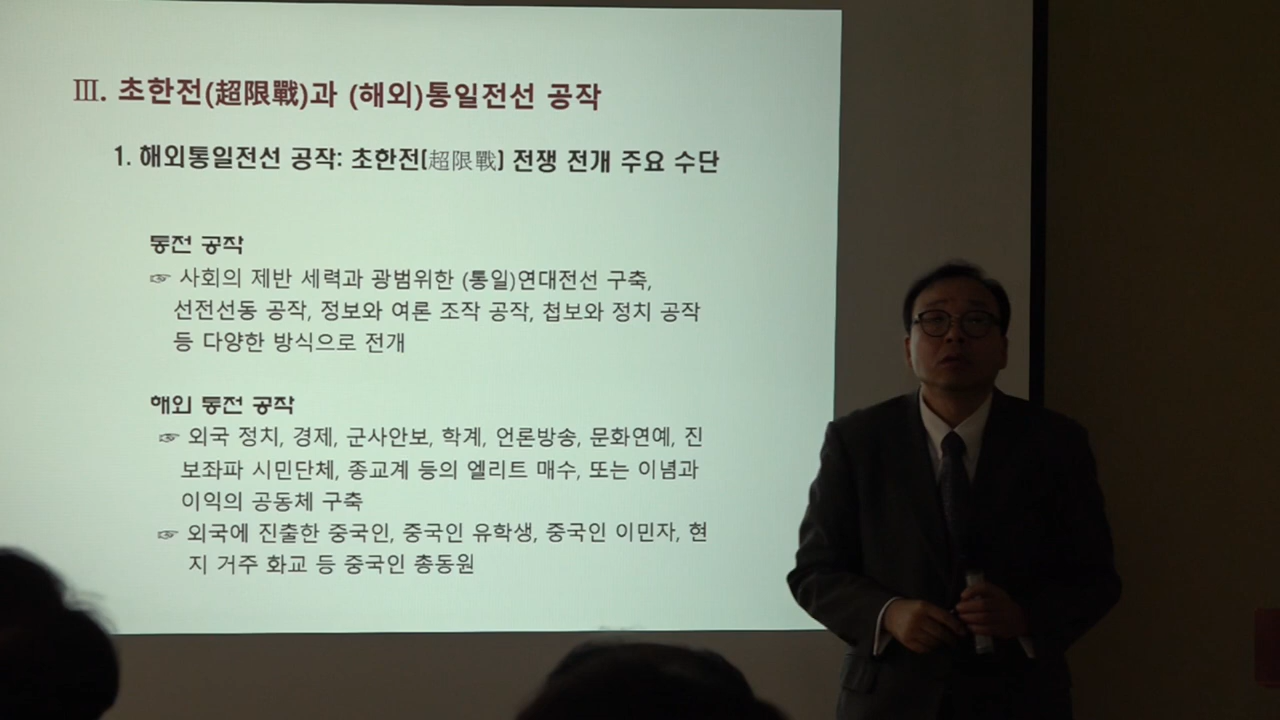 Ⅲ. 초한전(超限戰)과 (해외)통일전선 공작
1. 해외통일전선 공작: 초한전(超限戰) 전쟁 전개 주요 수단
통전 공작
☞ 사회의 제반 세력과 광범위한 (통일)연대전선 구축,
선전선동 공작, 정보와 여론 조작 공작, 첩보와 정치 공작
등 다양한 방식으로 전개
해외 통전 공작
☞ 외국 정치, 경제, 군사안보, 학계, 언론방송, 문화연예, 진
보좌파 시민단체, 종교계 등의 엘리트 매수, 또는 이념과
이익의 공동체 구축
☞ 외국에 진출한 중국인, 중국인 유학생, 중국인 이민자, 현
지 거주 화교 등 중국인 총동원